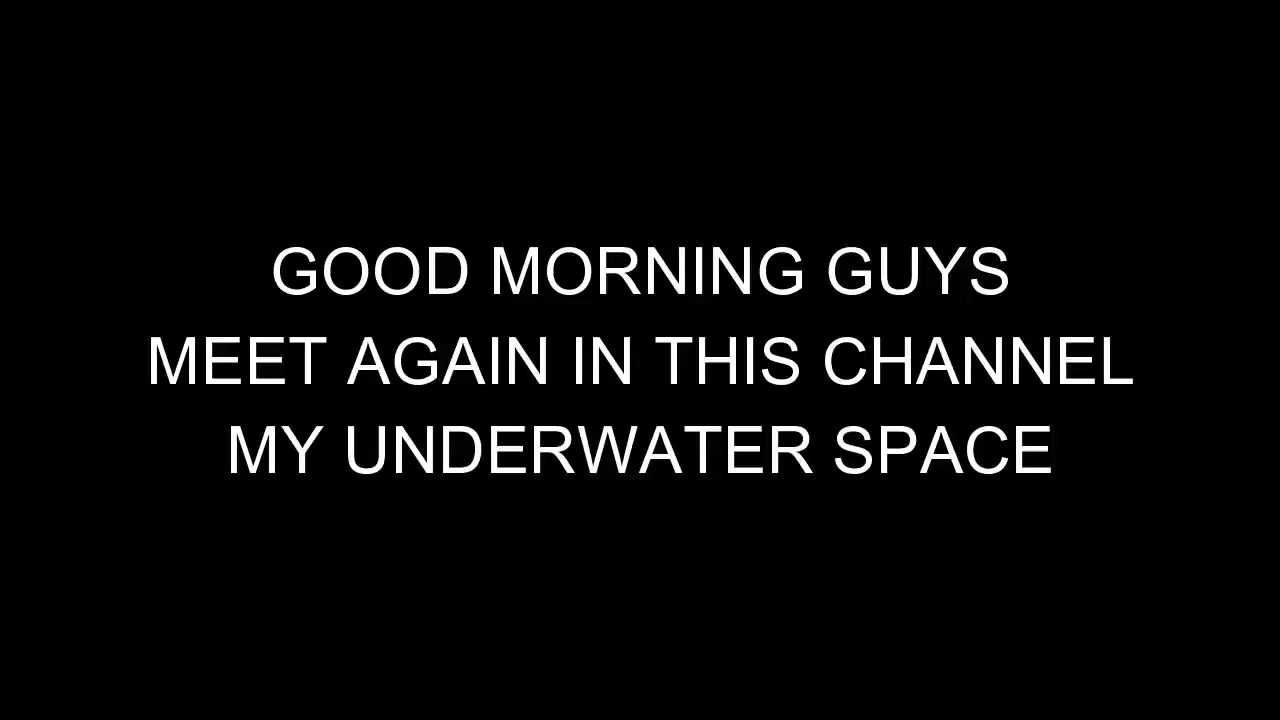 GOOD MORNING GUYS
MEET AGAIN IN THIS CHANNEL
MY UNDERWATER SPACE